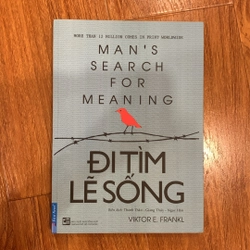 MORE THAN 12 MILLION COPIES IN PRINT WORLDWIDE
MAN'S
SEARCH
FOR
MEANING
ĐI TÌM
LẼ SỐNG
VIKTOR E. FRANKL